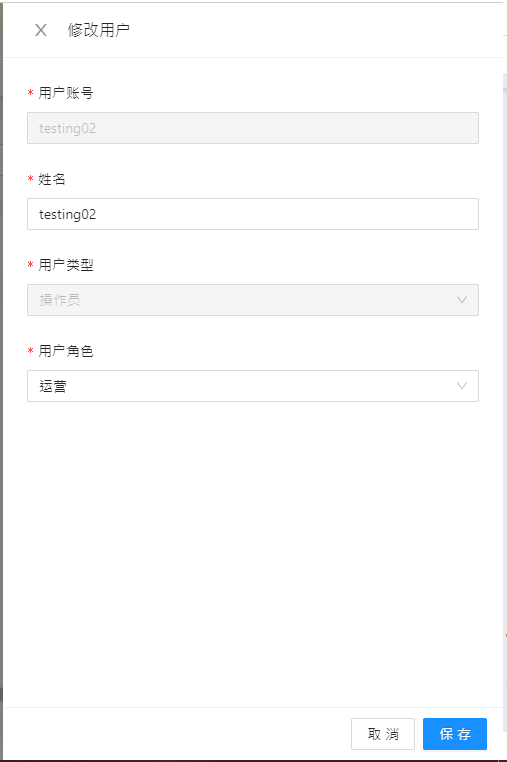 修改用户
* 用户账号
testing02
* 姓名
testing02
* 用户类型
操作员
* 用户角色
运营
取 消
保 存